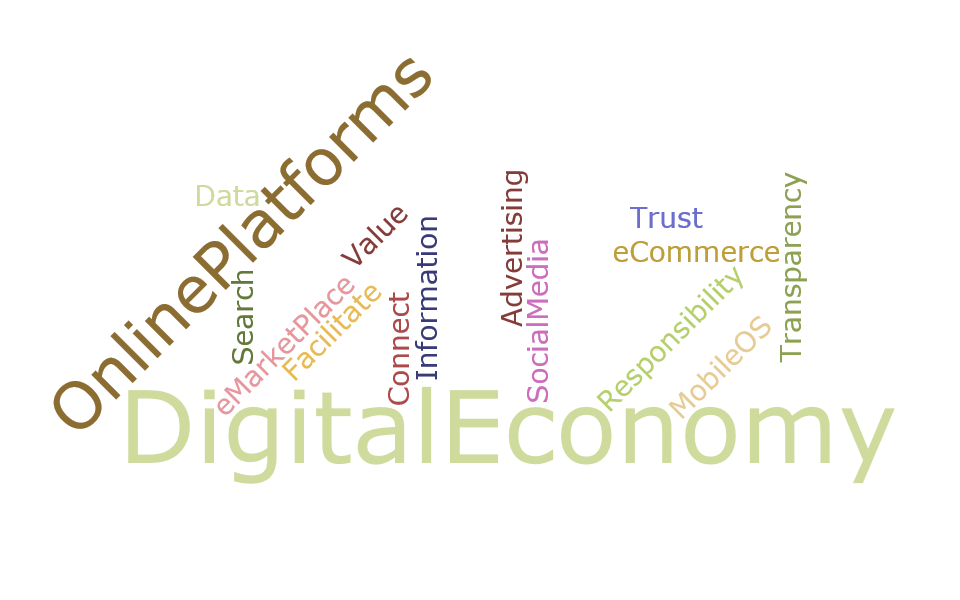 OnlinePlatforms
Data
Search
eMarketPlace
Value
Facilitate
Connect
Information
Advertising
SocialMedia
Trust
eCommerce
Responsibility
MobileOS
Transparency
DigitalEconomy